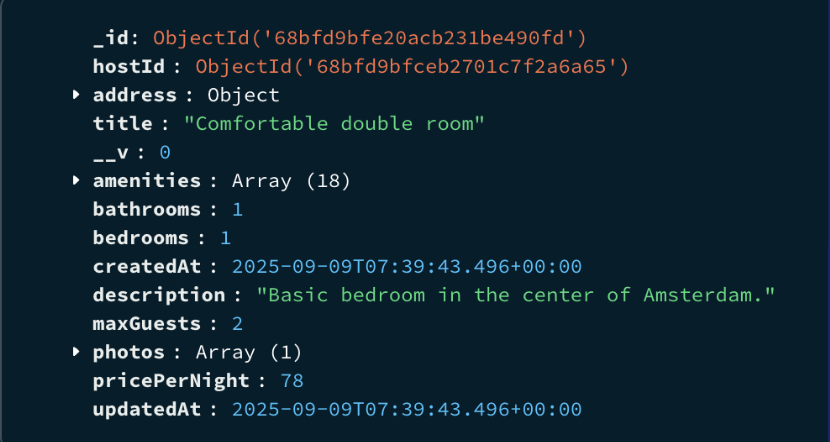 _id: ObjectId('68bfd9bfe20acb231be490fd')
hostId : ObjectId('68bfd9bfceb2701c7f2a6a65')
address : Object
title : "Comfortable double room"
__v : 0
amenities : Array (18)
bathrooms : 1
bedrooms : 1
createdAt : 2025-09-09T07:39:43.496+00:00
description : "Basic bedroom in the center of Amsterdam."
maxGuests : 2
photos : Array (1)
pricePerNight : 78
updatedAt : 2025-09-09T07:39:43.496+00:00